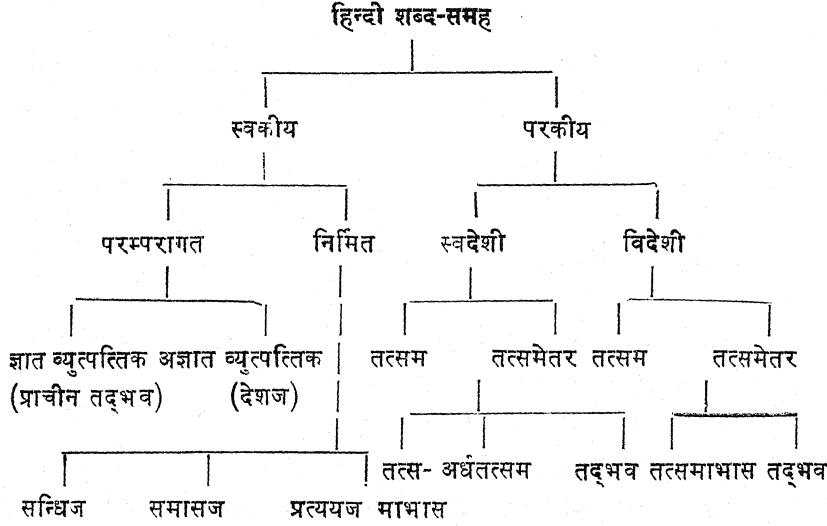 हिन्दी शब्द-समह
स्वकीय परकीय
परम्परागत निर्मित स्वदेशी विदेशी
ज्ञात व्युत्पत्तिक अज्ञात व्युत्पत्तिक तत्सम तत्समेतर तत्सम तत्समेतर
(प्राचीन तद्भव) (देशज)
तत्स- अर्धतत्सम तद्भव तत्समाभास तद्भव
सन्धिज समासज प्रत्ययज माभास